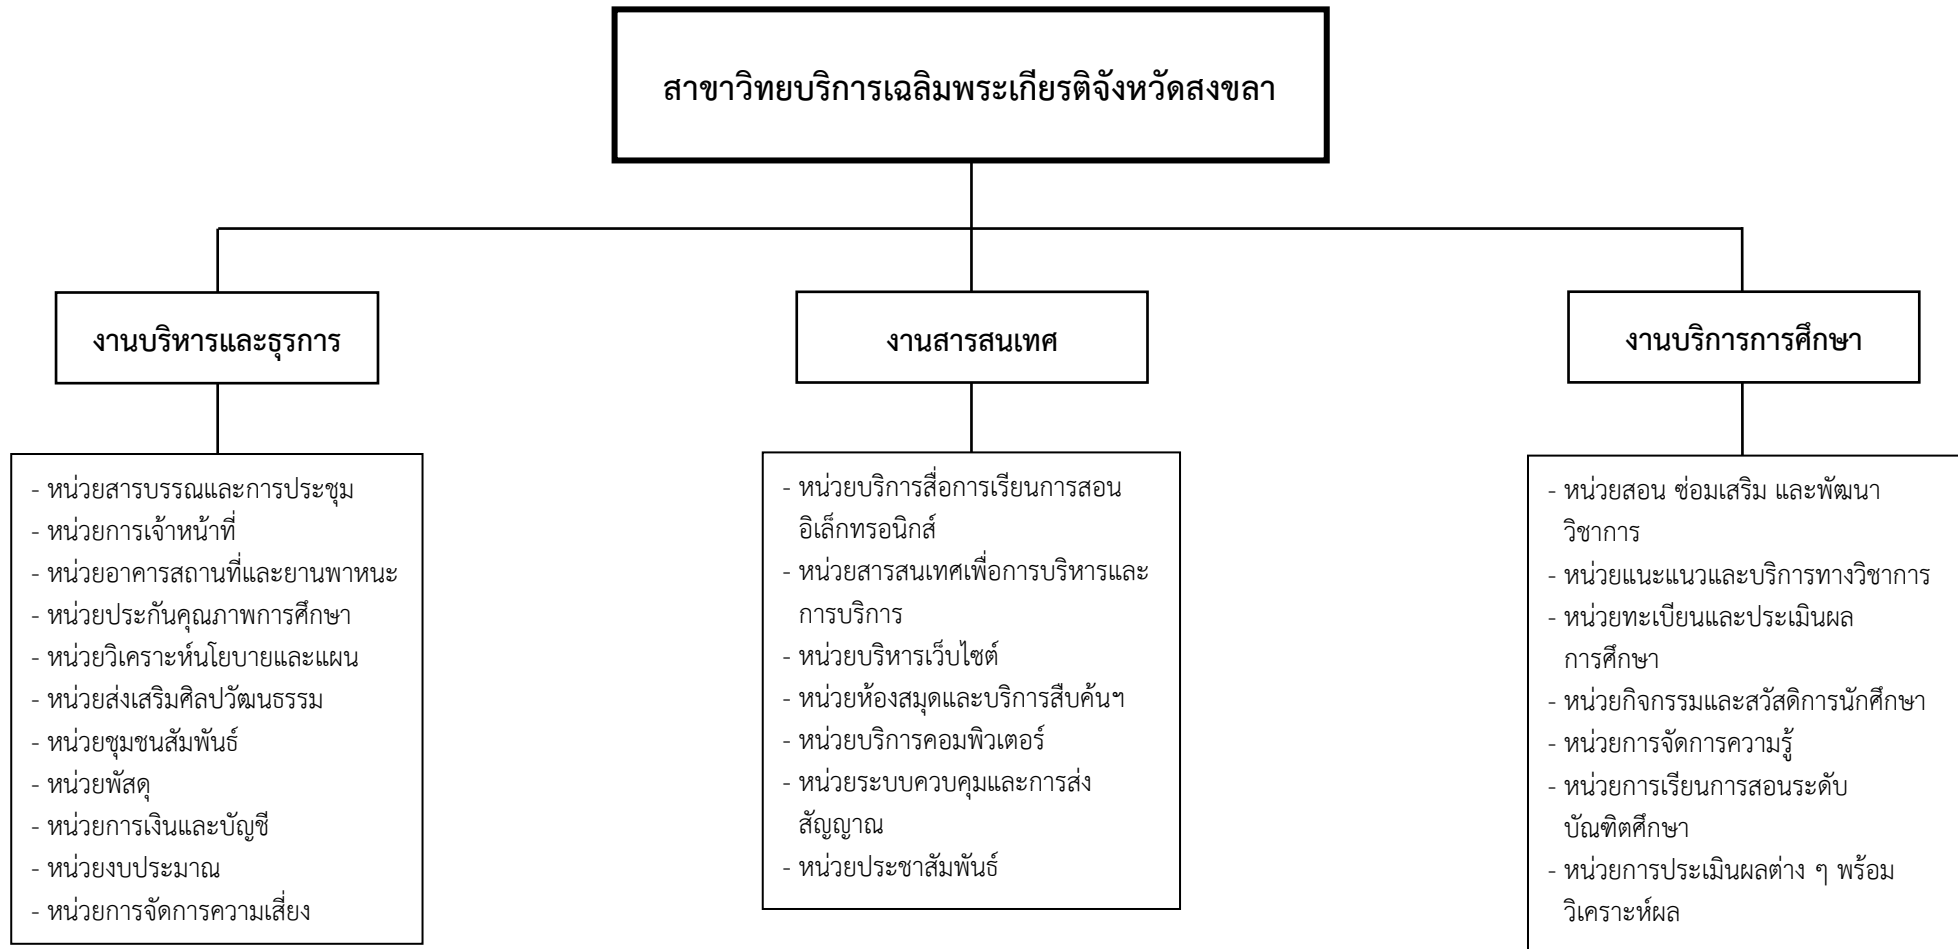 สาขาวิทยบริการเฉลิมพระเกียรติจังหวัดสงขลา
งานบริหารและธุรการ
- หน่วยสารบรรณและการประชุม
- หน่วยการเจ้าหน้าที่
- หน่วยอาคารสถานที่และยานพาหนะ
- หน่วยประกันคุณภาพการศึกษา
- หน่วยวิเคราะห์นโยบายและแผน
- หน่วยส่งเสริมศิลปวัฒนธรรม
- หน่วยชุมชนสัมพันธ์
- หน่วยพัสดุ
- หน่วยการเงินและบัญชี
- หน่วยงบประมาณ
- หน่วยการจัดการความเสี่ยง
งานสารสนเทศ
- หน่วยบริการสื่อการเรียนการสอน
อิเล็กทรอนิกส์
- หน่วยสารสนเทศเพื่อการบริหารและ
การบริการ
- หน่วยบริหารเว็บไซต์
- หน่วยห้องสมุดและบริการสืบค้นฯ
- หน่วยบริการคอมพิวเตอร์
- หน่วยระบบควบคุมและการส่ง
สัญญาณ
- หน่วยประชาสัมพันธ์
งานบริการการศึกษา
- หน่วยสอน ซ่อมเสริม และพัฒนา
วิชาการ
- หน่วยแนะแนวและบริการทางวิชาการ
- หน่วยทะเบียนและประเมินผล
การศึกษา
- หน่วยกิจกรรมและสวัสดิการนักศึกษา
- หน่วยการจัดการความรู้
- หน่วยการเรียนการสอนระดับ
บัณฑิตศึกษา
- หน่วยการประเมินผลต่าง ๆ พร้อม
วิเคราะห์ผล